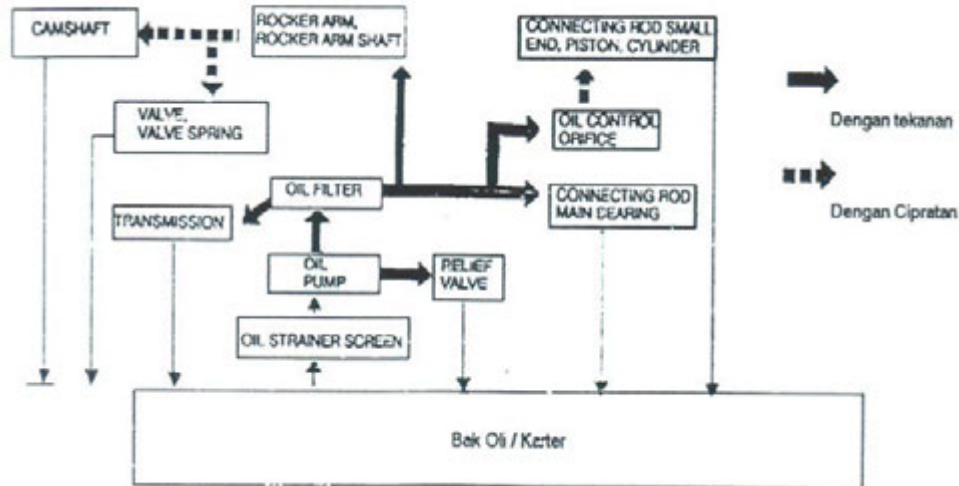 CAMSHAFT
ROCKER ARM,
ROCKER ARM SHAFT
CONNECTING ROD SMALL
END, PISTON, CYLINDER
Dengan tekanan
VALVE,
VALVE SPRING
OIL CONTROL
ORIFICE
OIL FILTER
CONNECTING ROD
MAIN BEARING
Dengan Cipratan
TRANSMISSION
OIL
PUMP
RELIEF
VALVE
OIL STRAINER SCREEN
Bak Oli / Karter